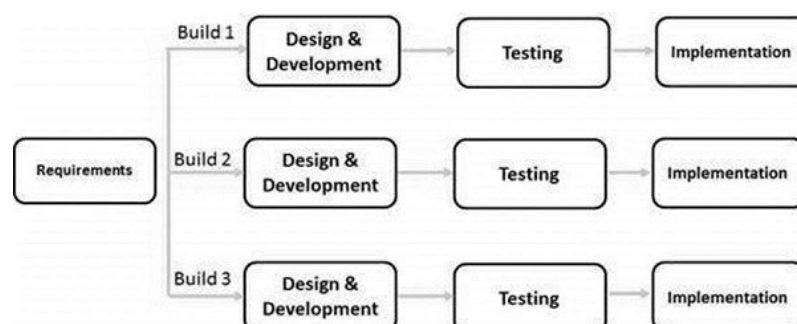 Build 1
Design &
Development
Testing
Implementation
Requirements
Build 2
Design &
Development
Testing
Implementation
Build 3
Design &
Development
Testing
Implementation